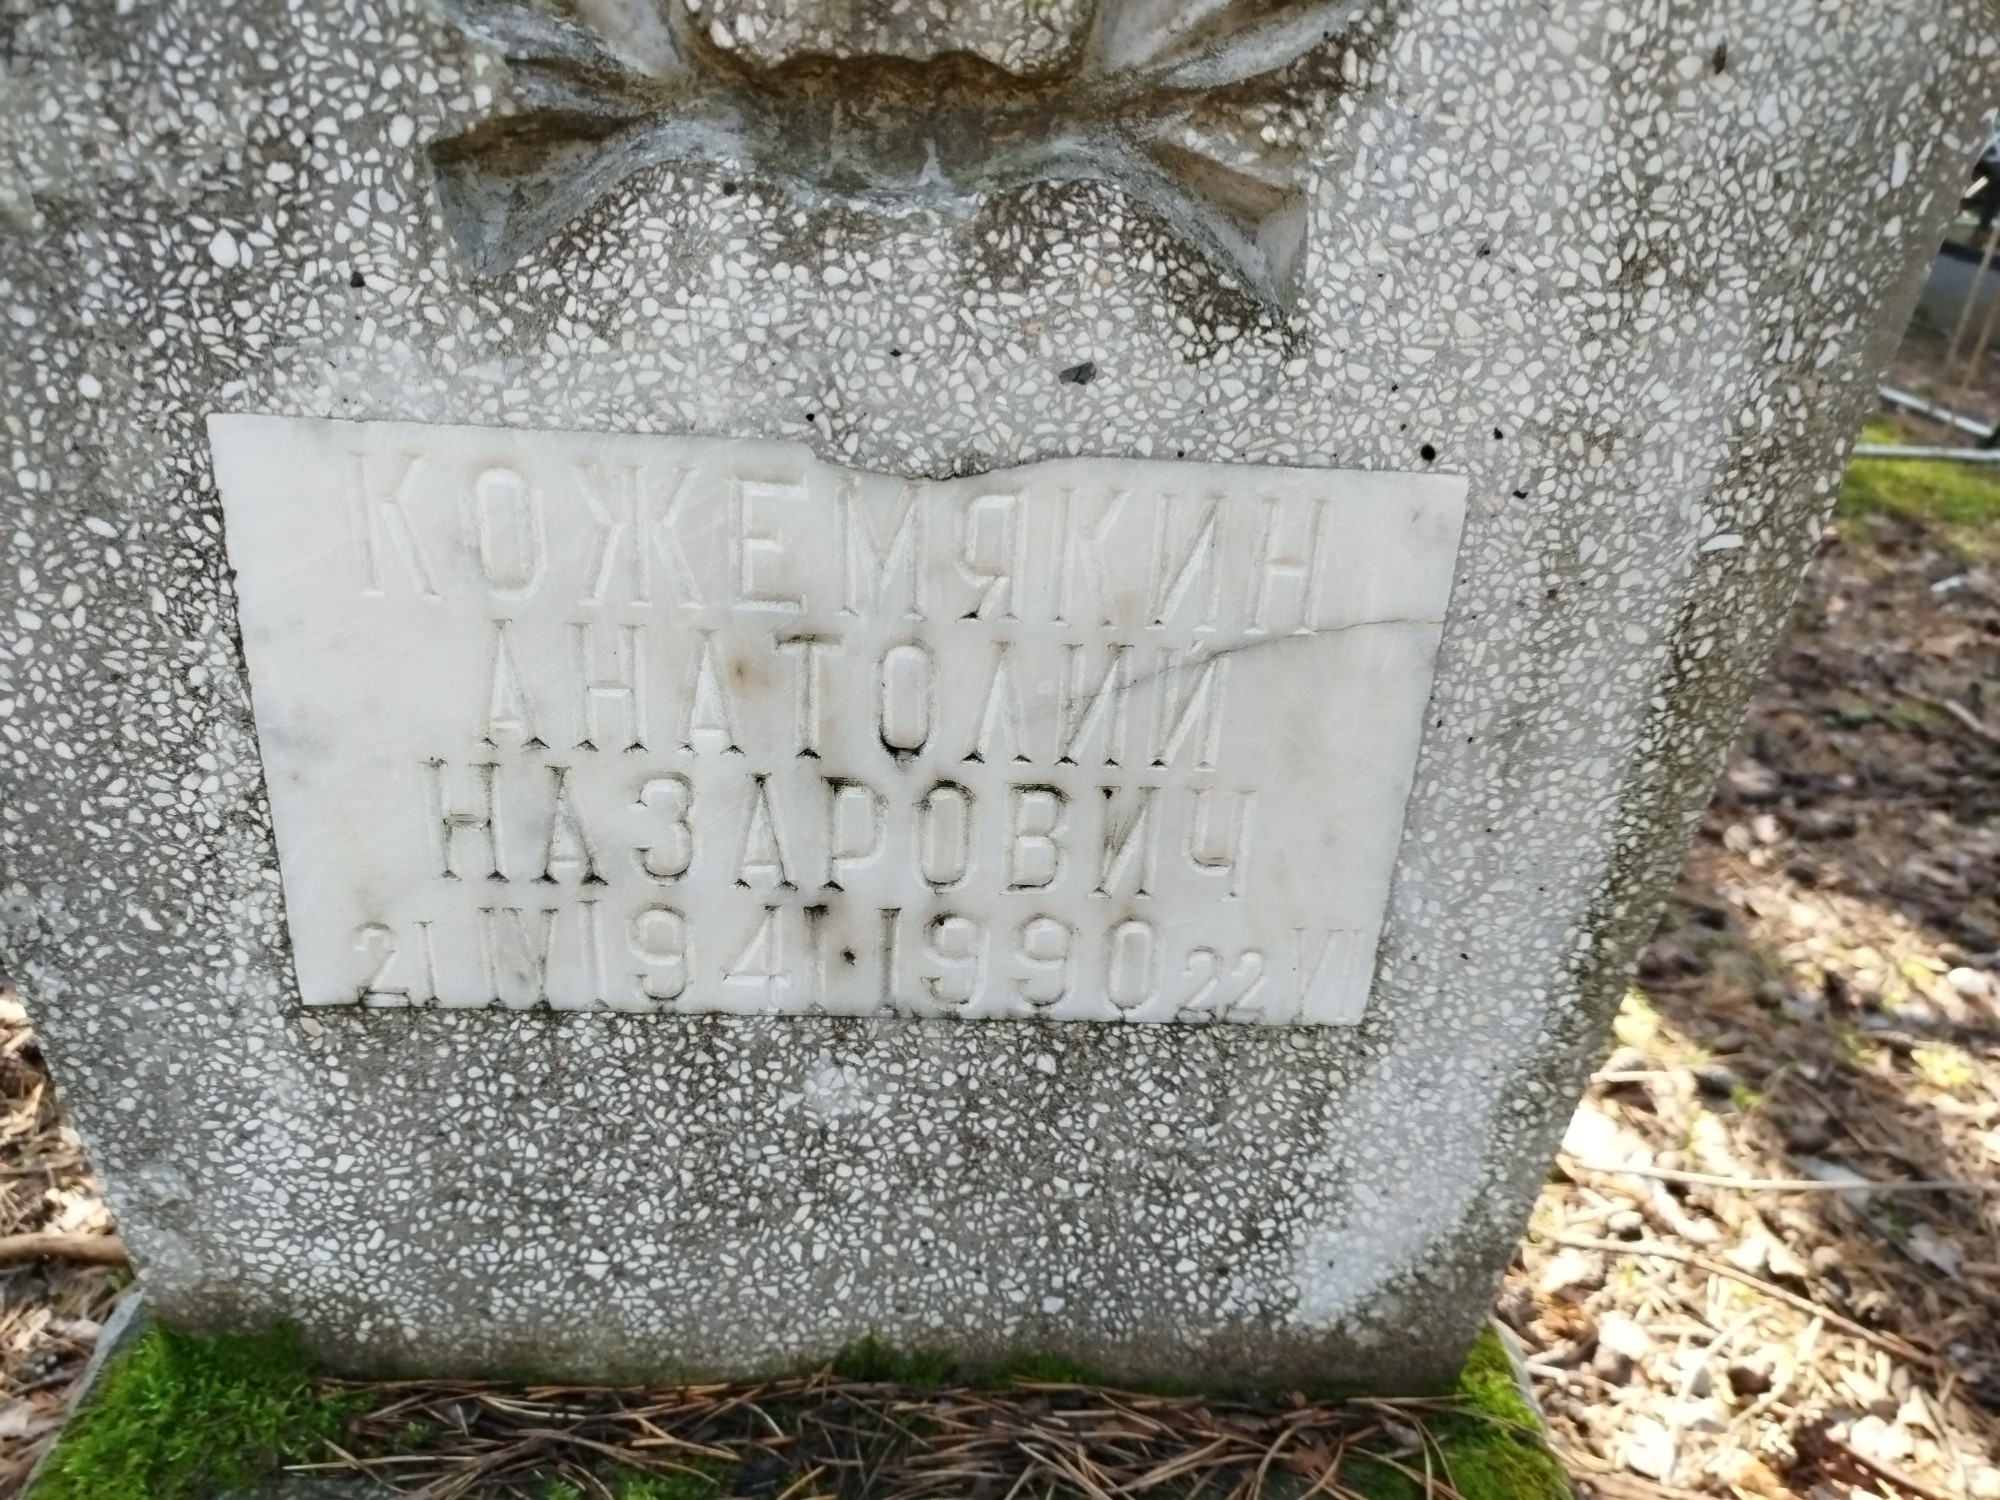 КОЖЕМЯКИН
АНАТОЛИЙ
НАЗАРОВИЧ
21 IV 1941·1990 22 VI